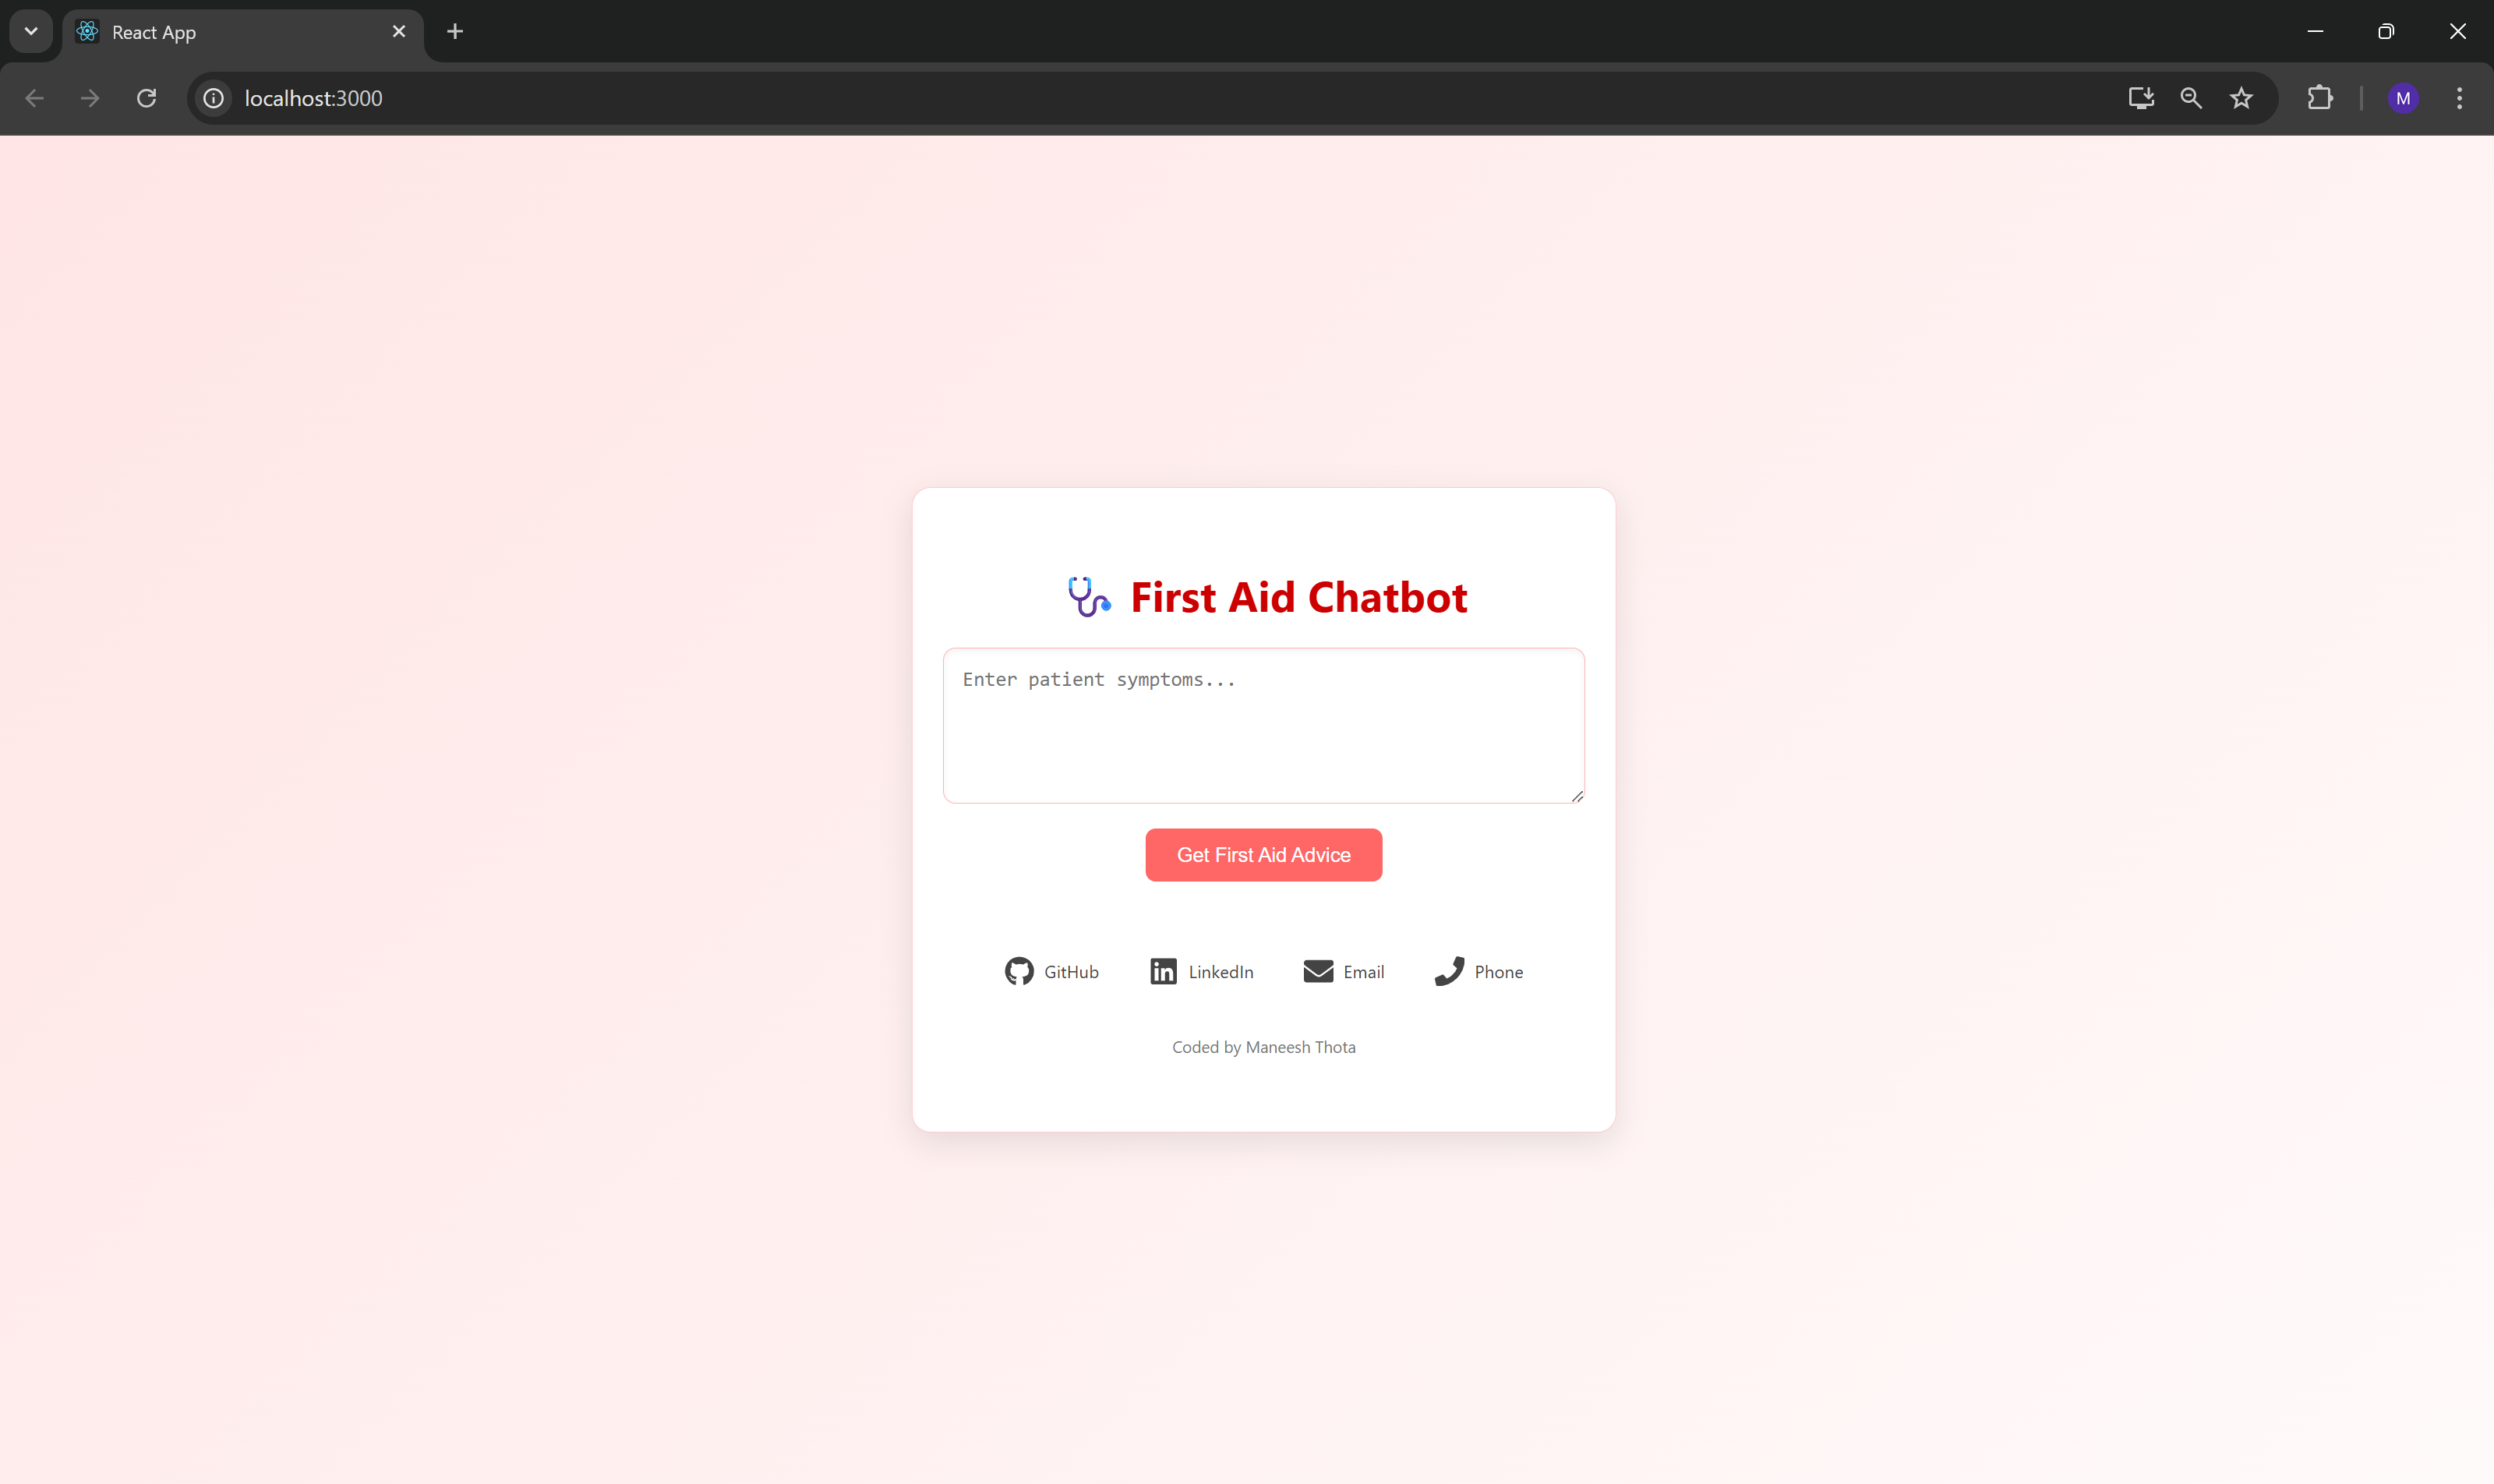 React App
localhost:3000
M
First Aid Chatbot
Enter patient symptoms...
Get First Aid Advice
GitHub
LinkedIn
Email
Phone
Coded by Maneesh Thota